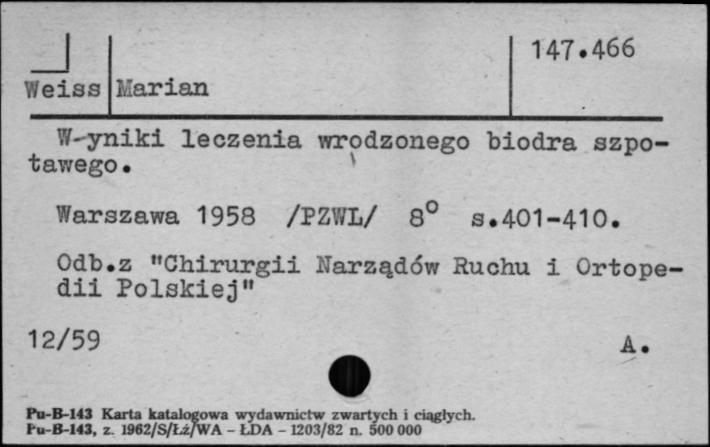 147.466
Weiss Marian
W-yniki leczenia wrodzonego biodra szpo-
tawego.
Warszawa 1958 /PZWL/ 8° s.401-410.
Odb.z "Chirurgii Narządów Ruchu i Ortope-
dii Polskiej"
12/59 A.
Pu-B-143 Karta katalogowa wydawnictw zwartych i ciągłych.
Pu-B-143, z. 1962/S/Łź/WA - ŁDA - 1203/82 n. 500 000